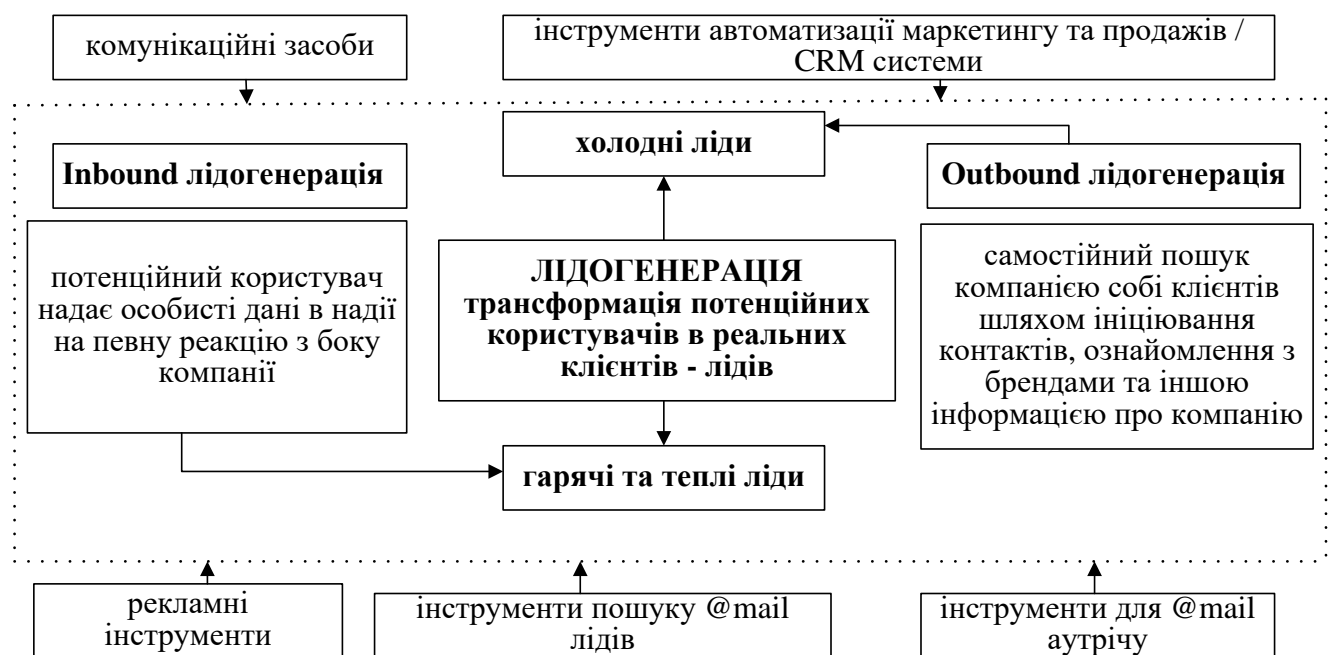 комунікаційні засоби
інструменти автоматизації маркетингу та продажів /
CRM системи
холодні ліди
Inbound лідогенерація
Outbound лідогенерація
потенційний користувач
надає особисті дані в надії
на певну реакцію з боку
компанії
ЛІДОГЕНЕРАЦІЯ
трансформація потенційних
користувачів в реальних
клієнтів - лідів
самостійний пошук
компанією собі клієнтів
шляхом ініціювання
контактів, ознайомлення з
брендами та іншою
інформацією про компанію
гарячі та теплі ліди
рекламні
інструменти
інструменти пошуку @mail
лідів
інструменти для @mail
аутрічу